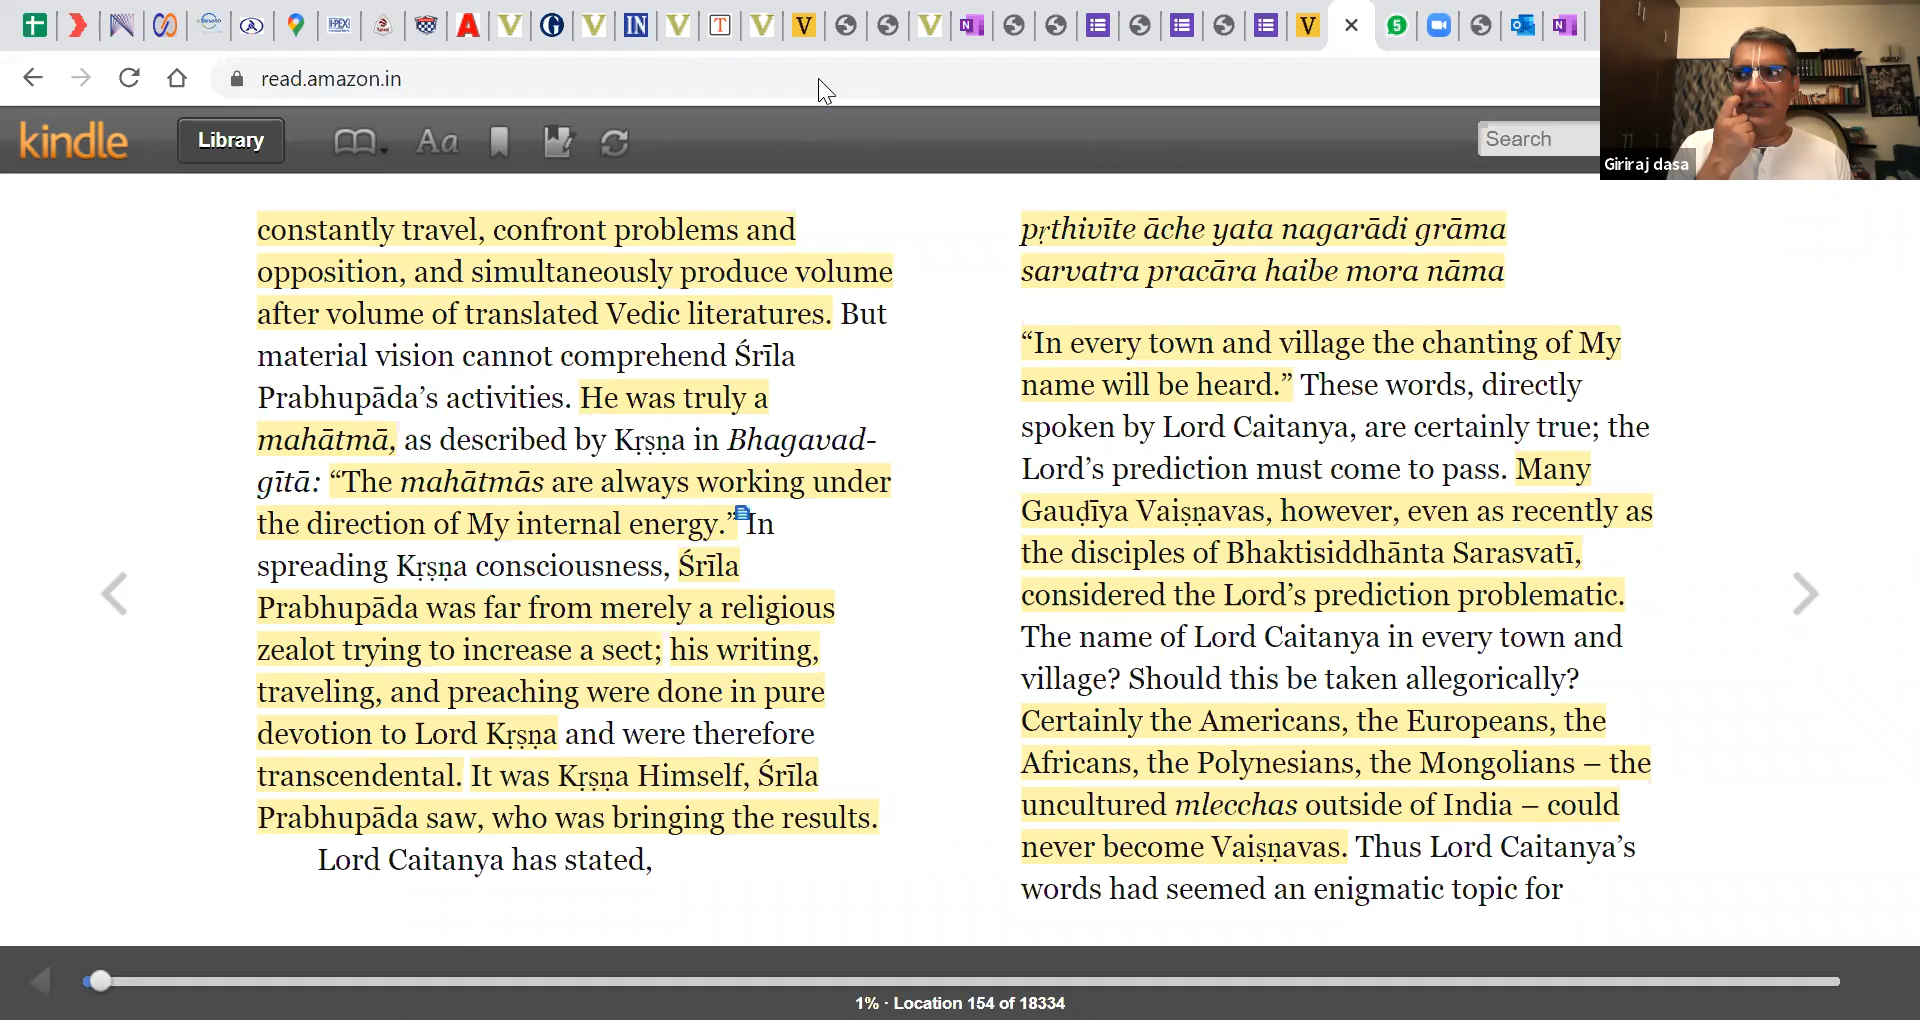 read.amazon.in
kindle
Library
Aa
Search
Giriraj dasa
constantly travel, confront problems and
opposition, and simultaneously produce volume
after volume of translated Vedic literatures. But
material vision cannot comprehend Śrīla
Prabhupāda’s activities. He was truly a
mahātmā, as described by Kṛṣṇa in Bhagavad-
gītā: “The mahātmās are always working under
the direction of My internal energy.” In
spreading Kṛṣṇa consciousness, Śrīla
Prabhupāda was far from merely a religious
zealot trying to increase a sect; his writing,
traveling, and preaching were done in pure
devotion to Lord Kṛṣṇa and were therefore
transcendental. It was Kṛṣṇa Himself, Śrīla
Prabhupāda saw, who was bringing the results.
Lord Caitanya has stated,
pṛthivīte āche yata nagarādi grāma
sarvatra pracāra haibe mora nāma
“In every town and village the chanting of My
name will be heard.” These words, directly
spoken by Lord Caitanya, are certainly true; the
Lord’s prediction must come to pass. Many
Gauḍīya Vaiṣṇavas, however, even as recently as
the disciples of Bhaktisiddhānta Sarasvatī,
considered the Lord’s prediction problematic.
The name of Lord Caitanya in every town and
village? Should this be taken allegorically?
Certainly the Americans, the Europeans, the
Africans, the Polynesians, the Mongolians – the
uncultured mlecchas outside of India – could
never become Vaiṣṇavas. Thus Lord Caitanya’s
words had seemed an enigmatic topic for
1% · Location 154 of 18334